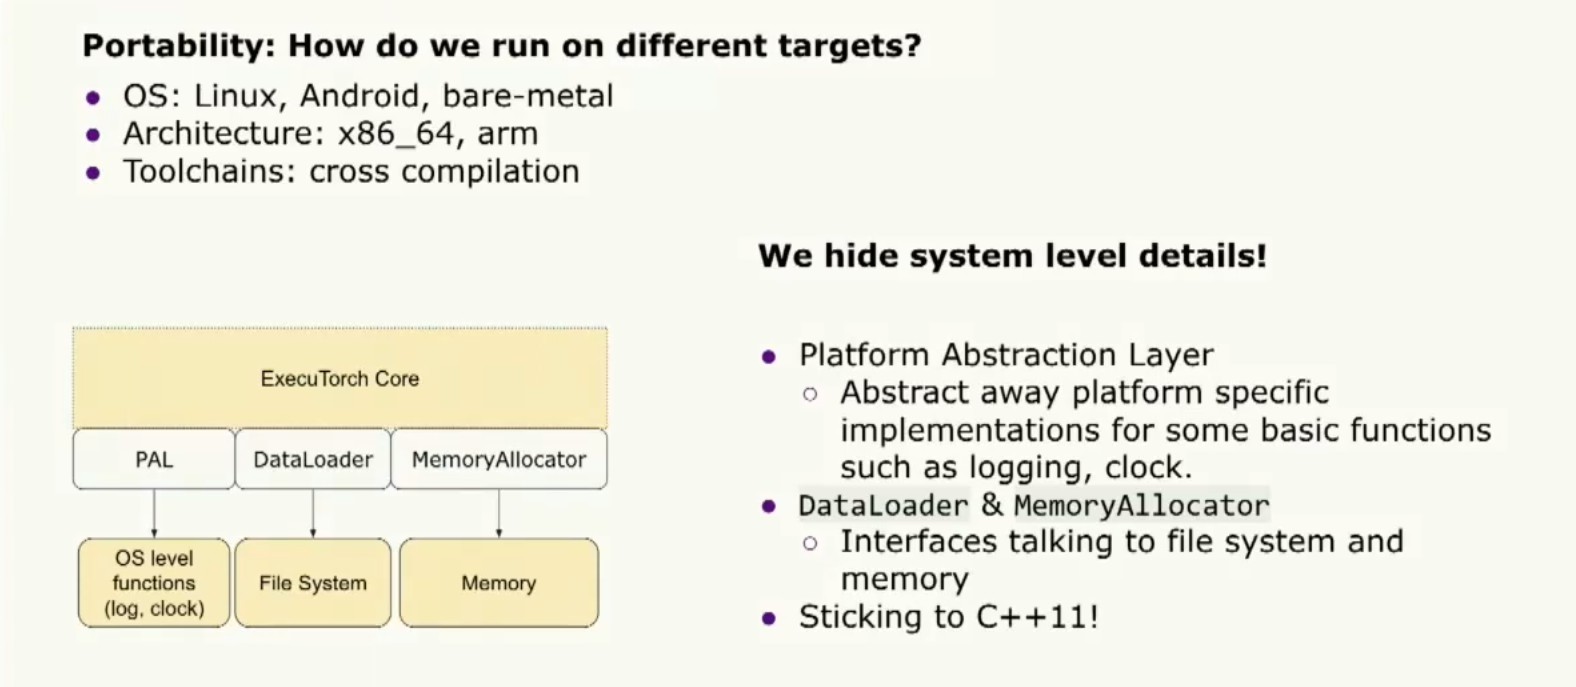 Portability: How do we run on different targets?
● OS: Linux, Android, bare-metal
● Architecture: x86_64, arm
● Toolchains: cross compilation
We hide system level details!
ExecuTorch Core
PAL
DataLoader
MemoryAllocator
OS level
functions
(log, clock)
File System
Memory
● Platform Abstraction Layer
○ Abstract away platform specific
implementations for some basic functions
such as logging, clock.
● DataLoader & MemoryAllocator
○ Interfaces talking to file system and
memory
● Sticking to C++11!